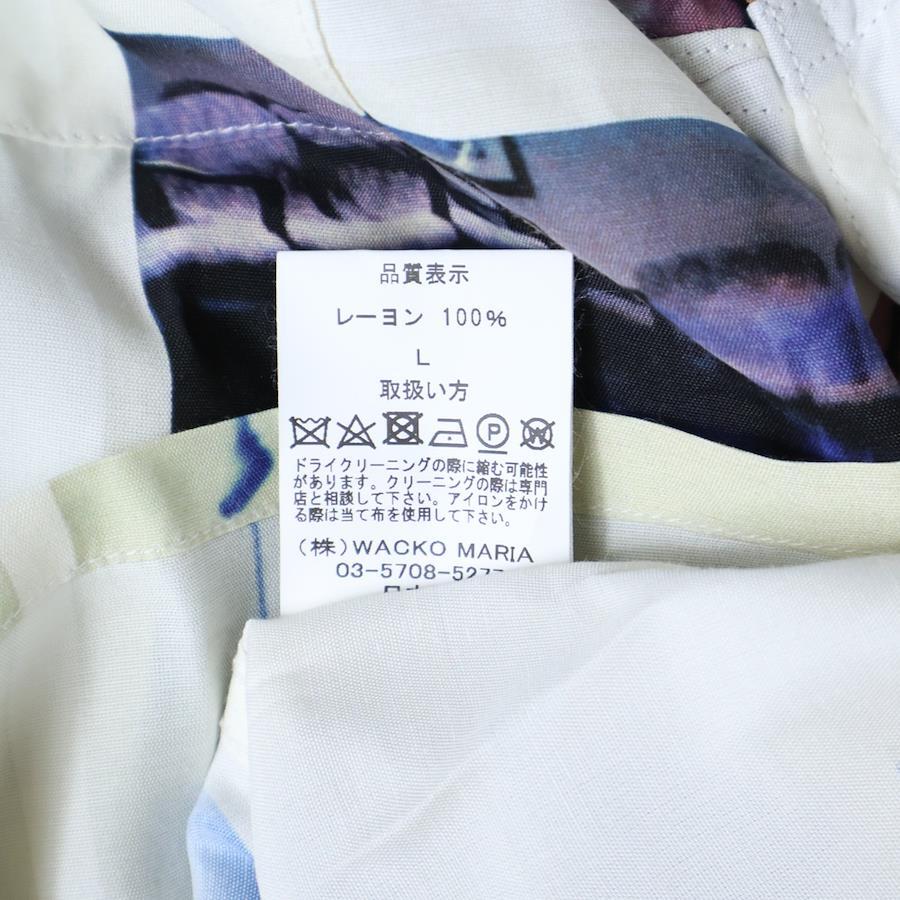 品質表示
レーヨン 100%
L
取扱い方
P
W
ドライクリーニングの際に縮む可能性
があります。クリーニングの際は専門
店と相談して下さい。アイロンをかけ
る際は当て布を使用して下さい。
(株)WACKO MARIA
03-5708-527